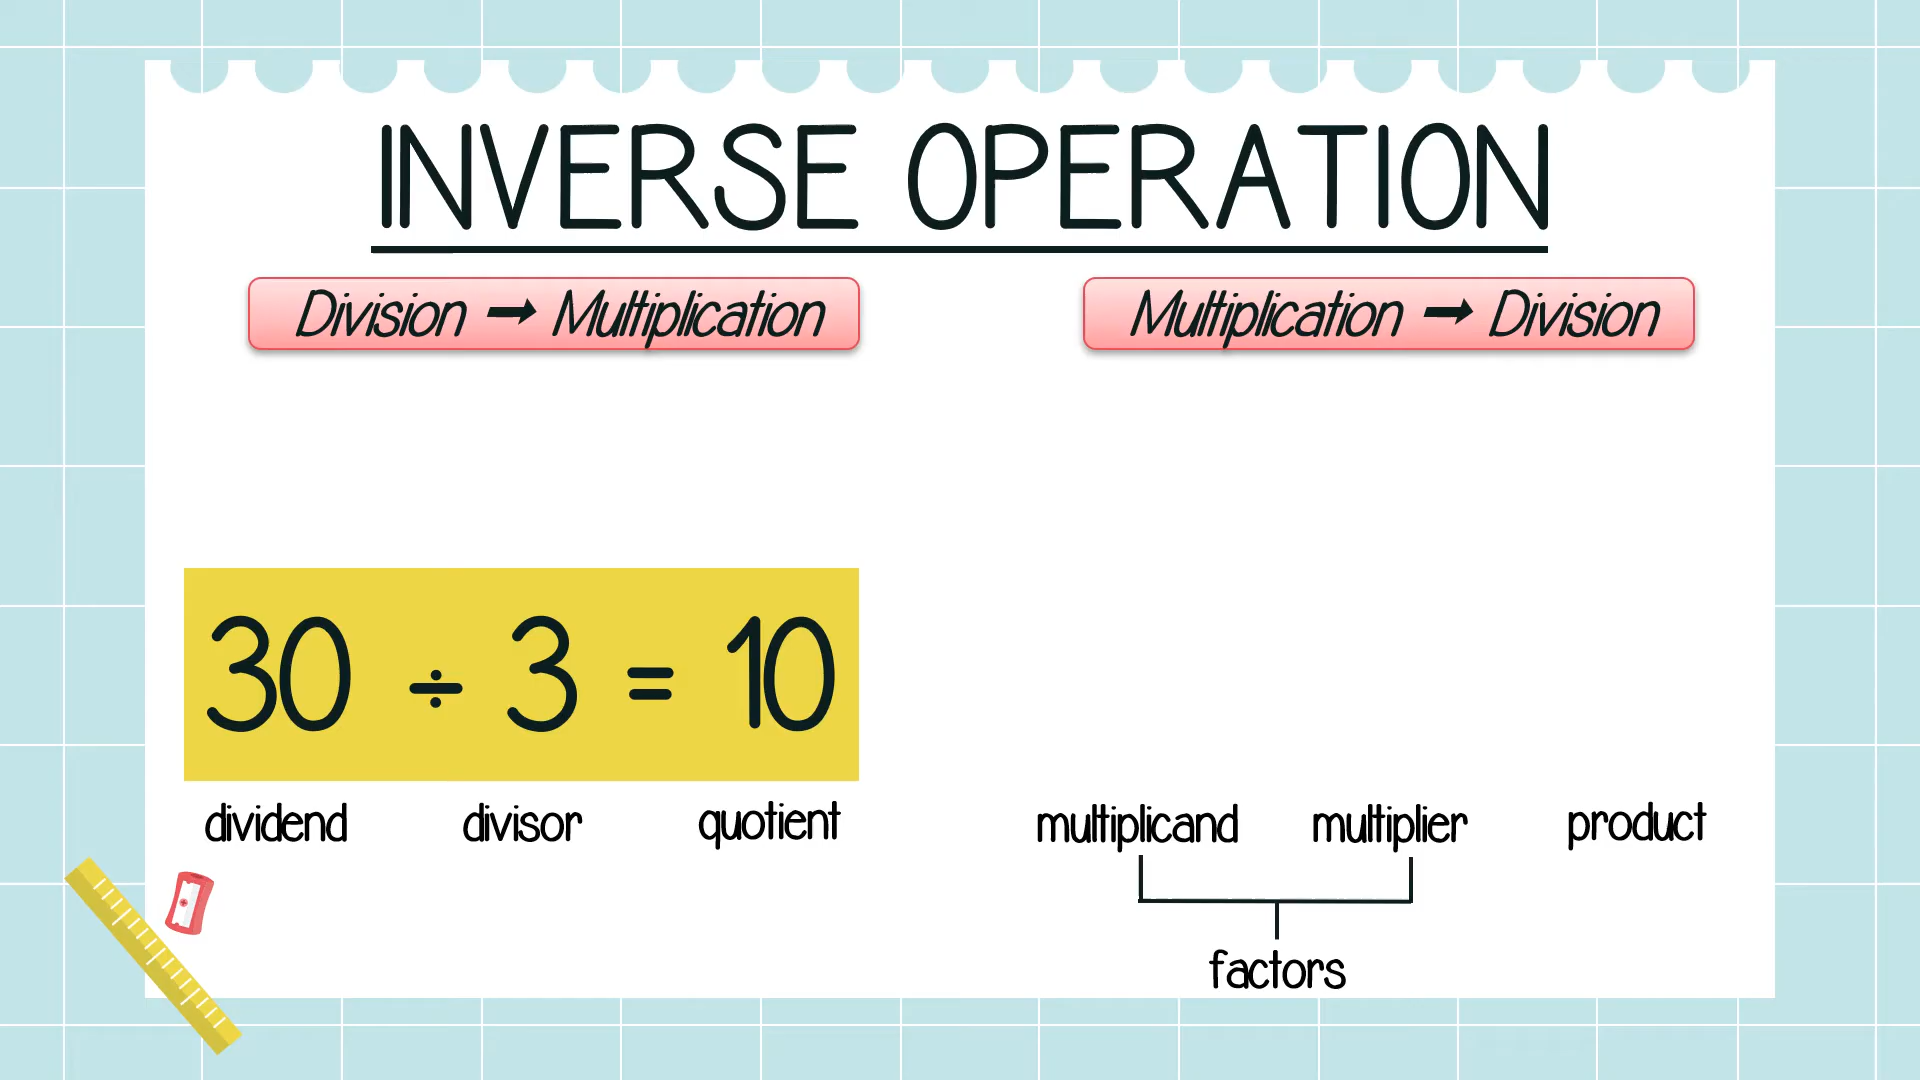 INVERSE OPERATION
Division ➞ Multiplication
Multiplication ➞ Division
30 ÷ 3 = 10
dividend divisor quotient
multiplicand multiplier product
factors